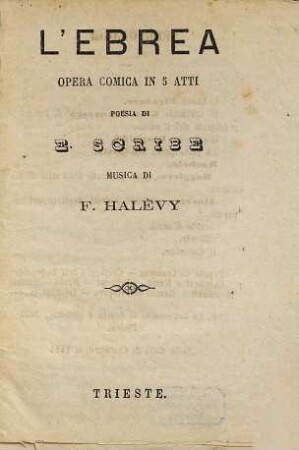 L'EBREA
OPERA COMICA IN 5 ATTI
POESIA DI
E. SCRIBE
MUSICA DI
F. HALÈVY
TRIESTE.